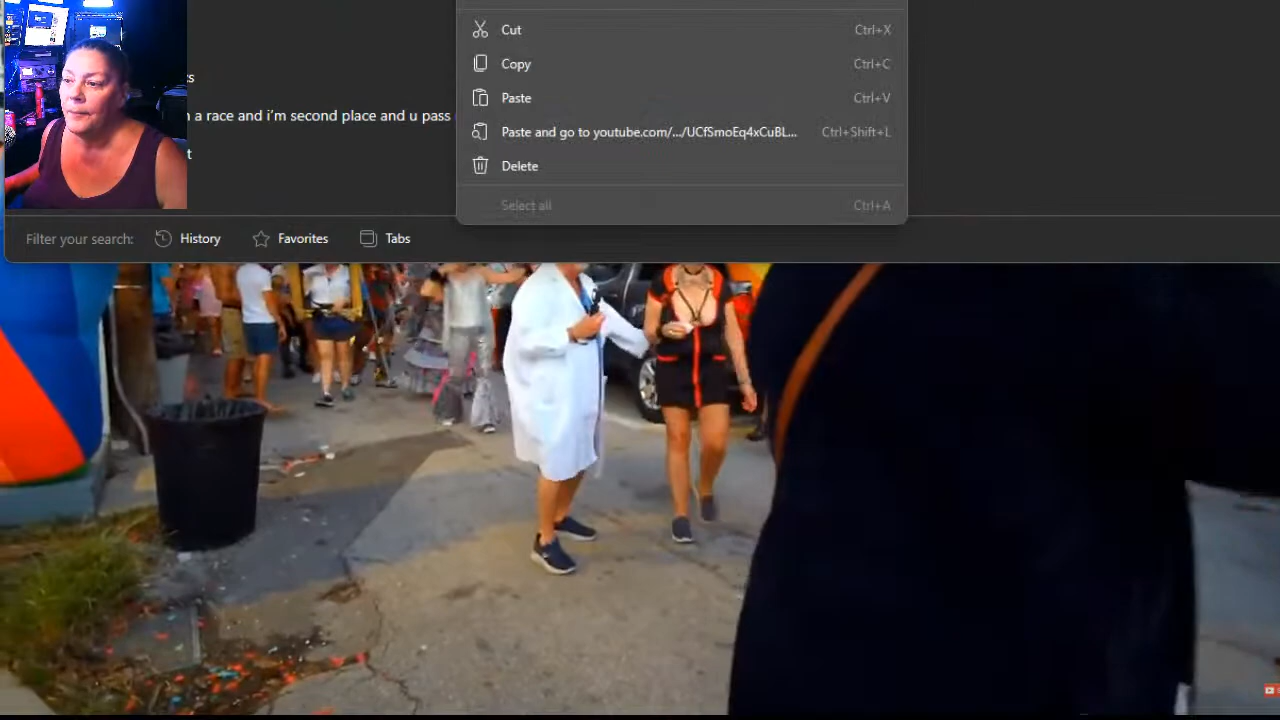 Cut Ctrl+X
Copy Ctrl+C
a race and i'm second place and u pass
Paste Ctrl+V
Paste and go to youtube.com/.../UCfSmoEq4xCuBL... Ctrl+Shift+L
Delete
Select all Ctrl+A
Filter your search: History Favorites Tabs